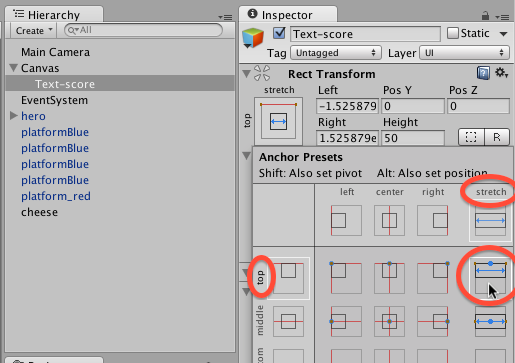 Hierarchy
Create
All
Main Camera
Canvas
Text-score
EventSystem
hero
platformBlue
platformBlue
platformBlue
platformBlue
platform_red
cheese
Inspector
Text-score
Static
Tag Untagged Layer UI
Rect Transform
stretch
top
Left Pos Y Pos Z
-1.525879 0 0
Right Height
1.525879e 50
R
Anchor Presets
Shift: Also set pivot Alt: Also set position
left center right stretch
top
middle